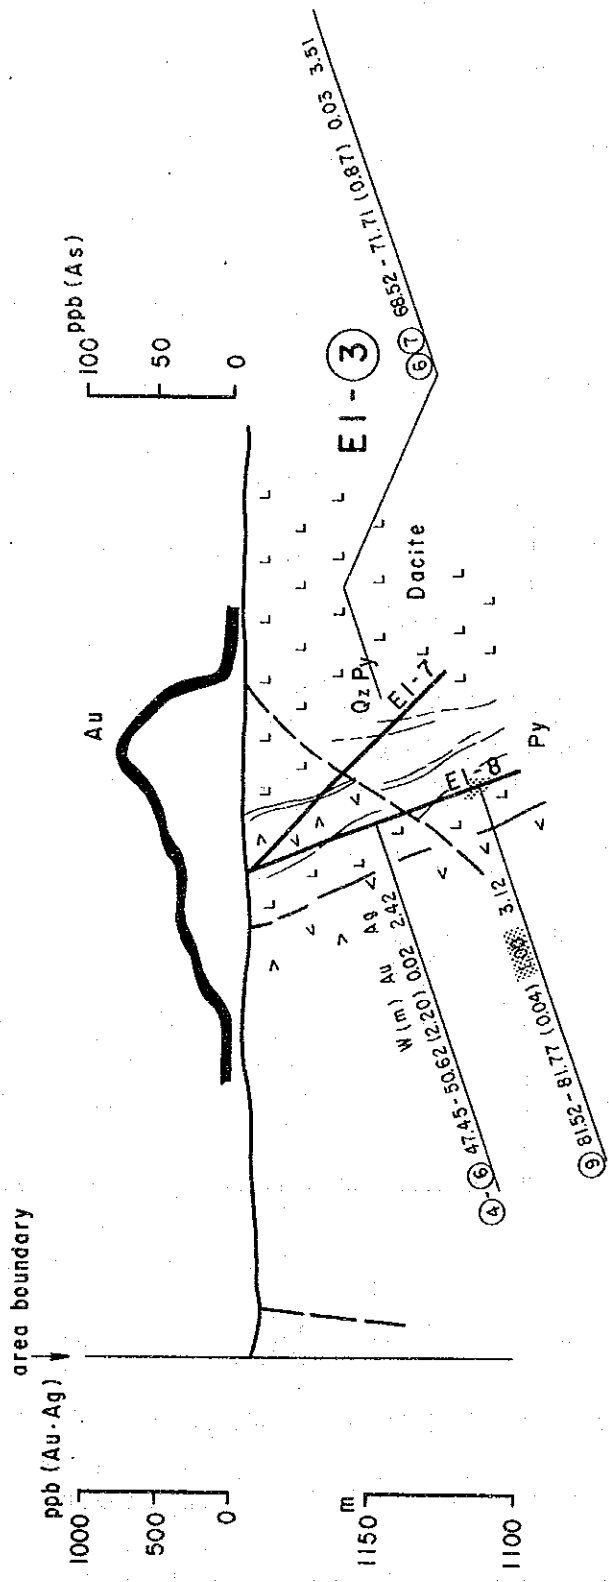 area boundary
ppb (Au·Ag)
1000
500
0
m
1150
1100
Au
100 ppb (As)
50
0
E1-③
Dacite
Qz Py
E1-7
E1-8
Py
W(m) Au Ag
④-⑥ 47.45 - 50.62 (2.20) 0.02 2.42
⑨ 81.52 - 81.77 (0.04) 3.12
⑥⑦ 68.52 - 71.71 (0.87) 0.03 3.51